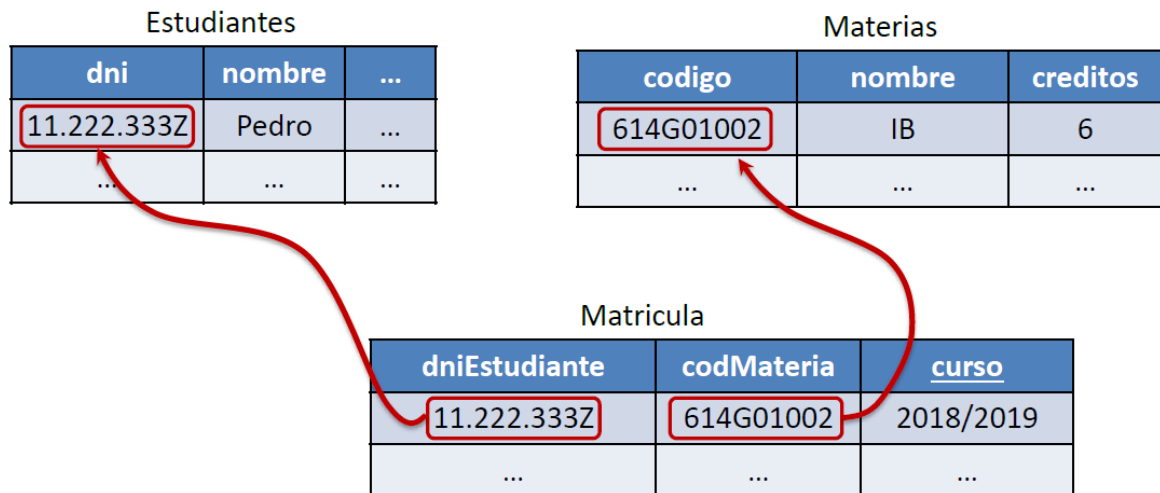 Estudiantes
dni nombre ...
11.222.333Z Pedro ...
... ... ...
Materias
codigo nombre creditos
614G01002 IB 6
... ... ...
Matricula
dniEstudiante codMateria curso
11.222.333Z 614G01002 2018/2019
... ... ...